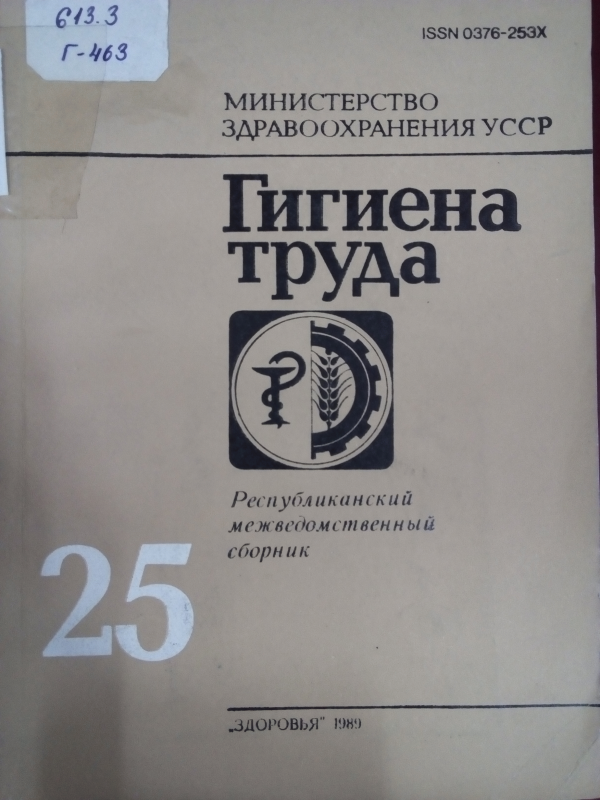 613.3
Г-463
ISSN 0376-253X
МИНИСТЕРСТВО
ЗДРАВООХРАНЕНИЯ УССР
Гигиена
труда
Республиканский
межведомственный
сборник
25
„ЗДОРОВЬЯ" 1989